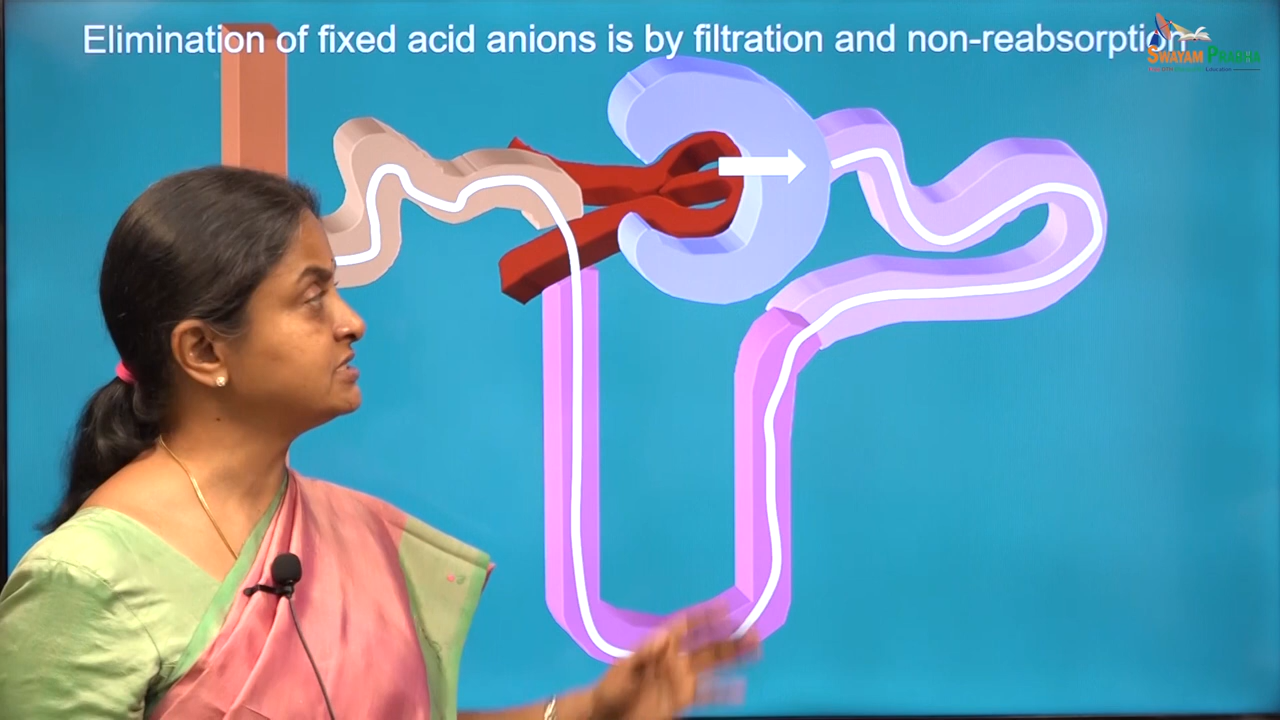 Elimination of fixed acid anions is by filtration and non-reabsorption
SWAYAM PRABHA